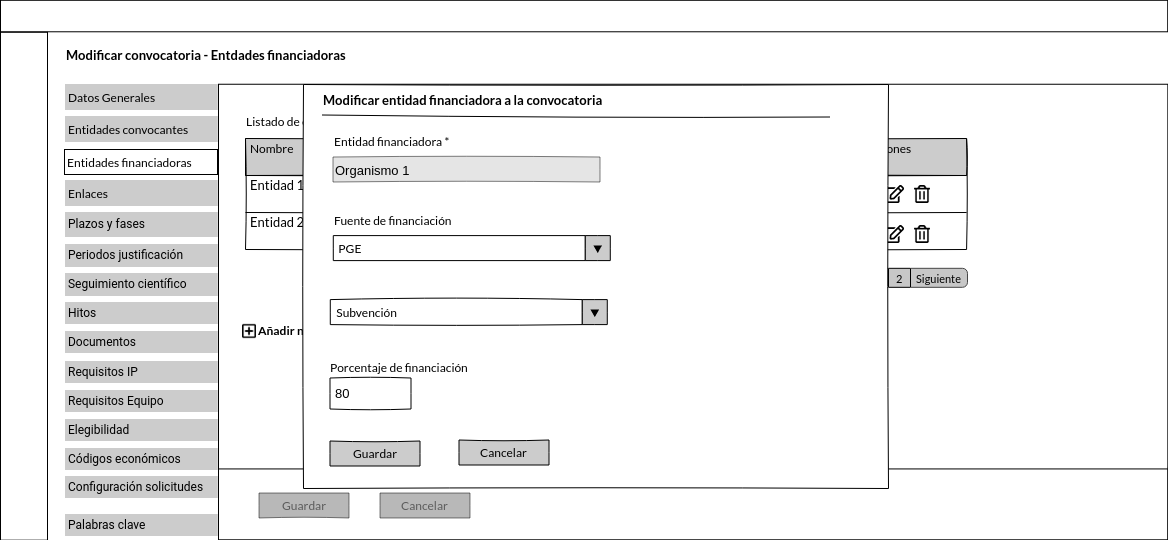 Modificar convocatoria - Entdades financiadoras
Datos Generales
Entidades convocantes
Entidades financiadoras
Enlaces
Plazos y fases
Periodos justificación
Seguimiento científico
Hitos
Documentos
Requisitos IP
Requisitos Equipo
Elegibilidad
Códigos económicos
Configuración solicitudes
Palabras clave
Listado de
Nombre
Entidad 1
Entidad 2
Añadir
Modificar entidad financiadora a la convocatoria
Entidad financiadora *
Organismo 1
Fuente de financiación
PGE
Subvención
Porcentaje de financiación
80
Guardar Cancelar
ones
2 Siguiente
Guardar Cancelar